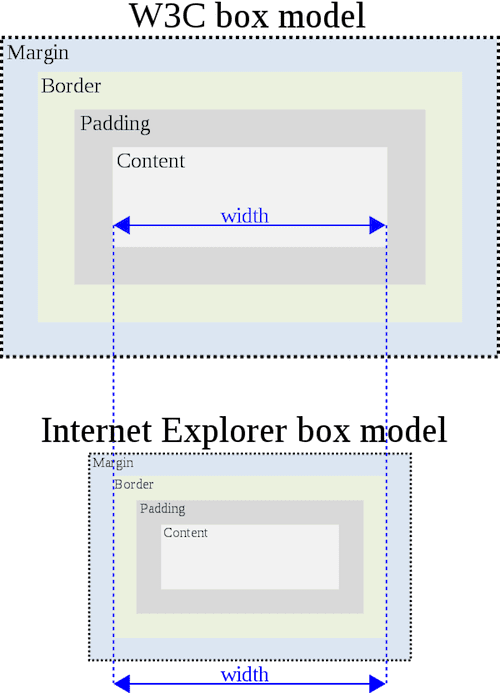 W3C box model
Margin
Border
Padding
Content
width
Internet Explorer box model
Margin
Border
Padding
Content
width